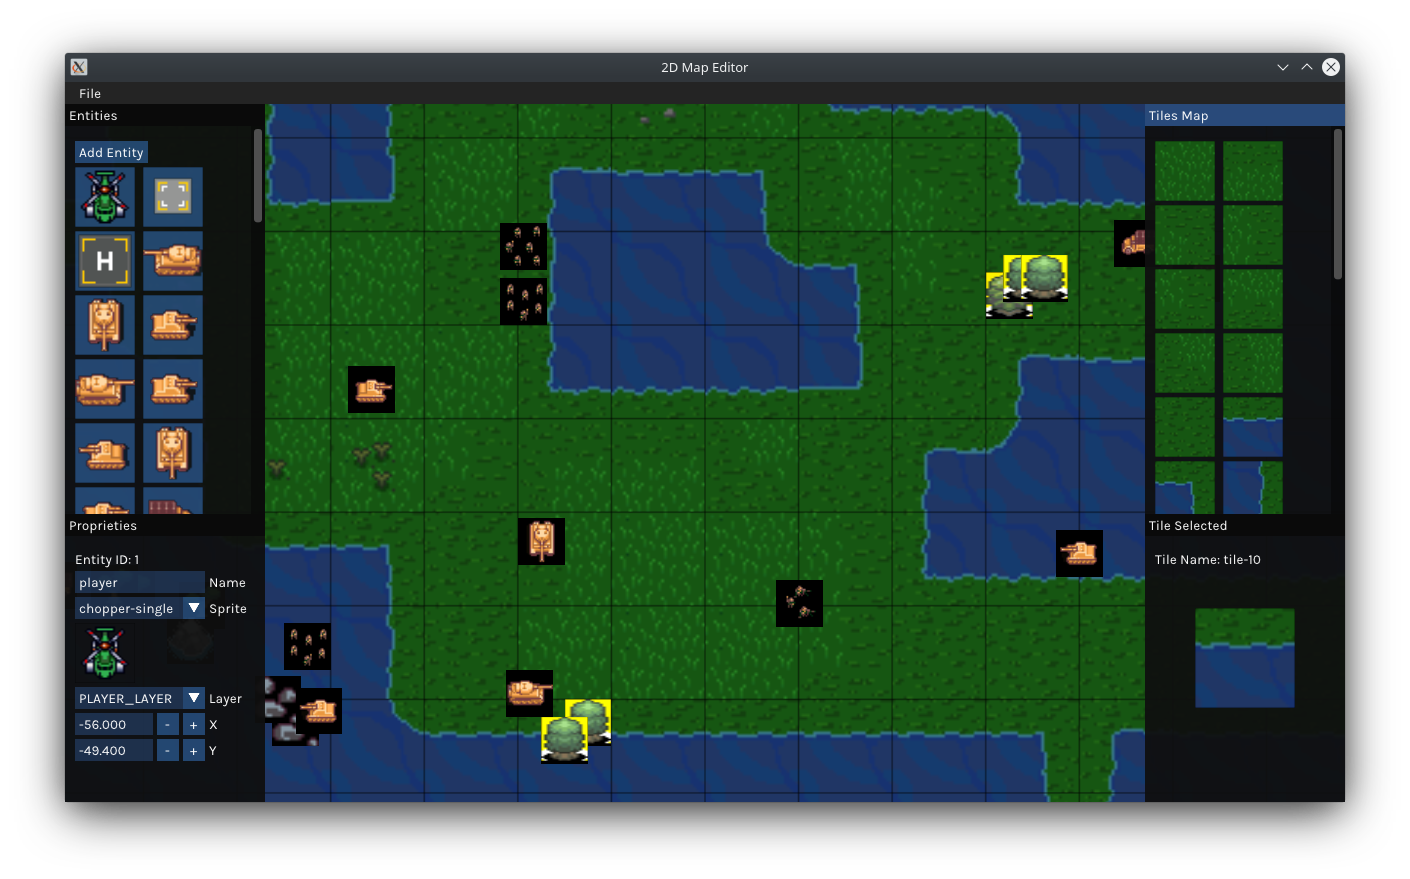 2D Map Editor
File
Entities
Add Entity
H
Proprieties
Entity ID: 1
player Name
chopper-single Sprite
PLAYER_LAYER Layer
-56.000 - + X
-49.400 - + Y
Tiles Map
Tile Selected
Tile Name: tile-10